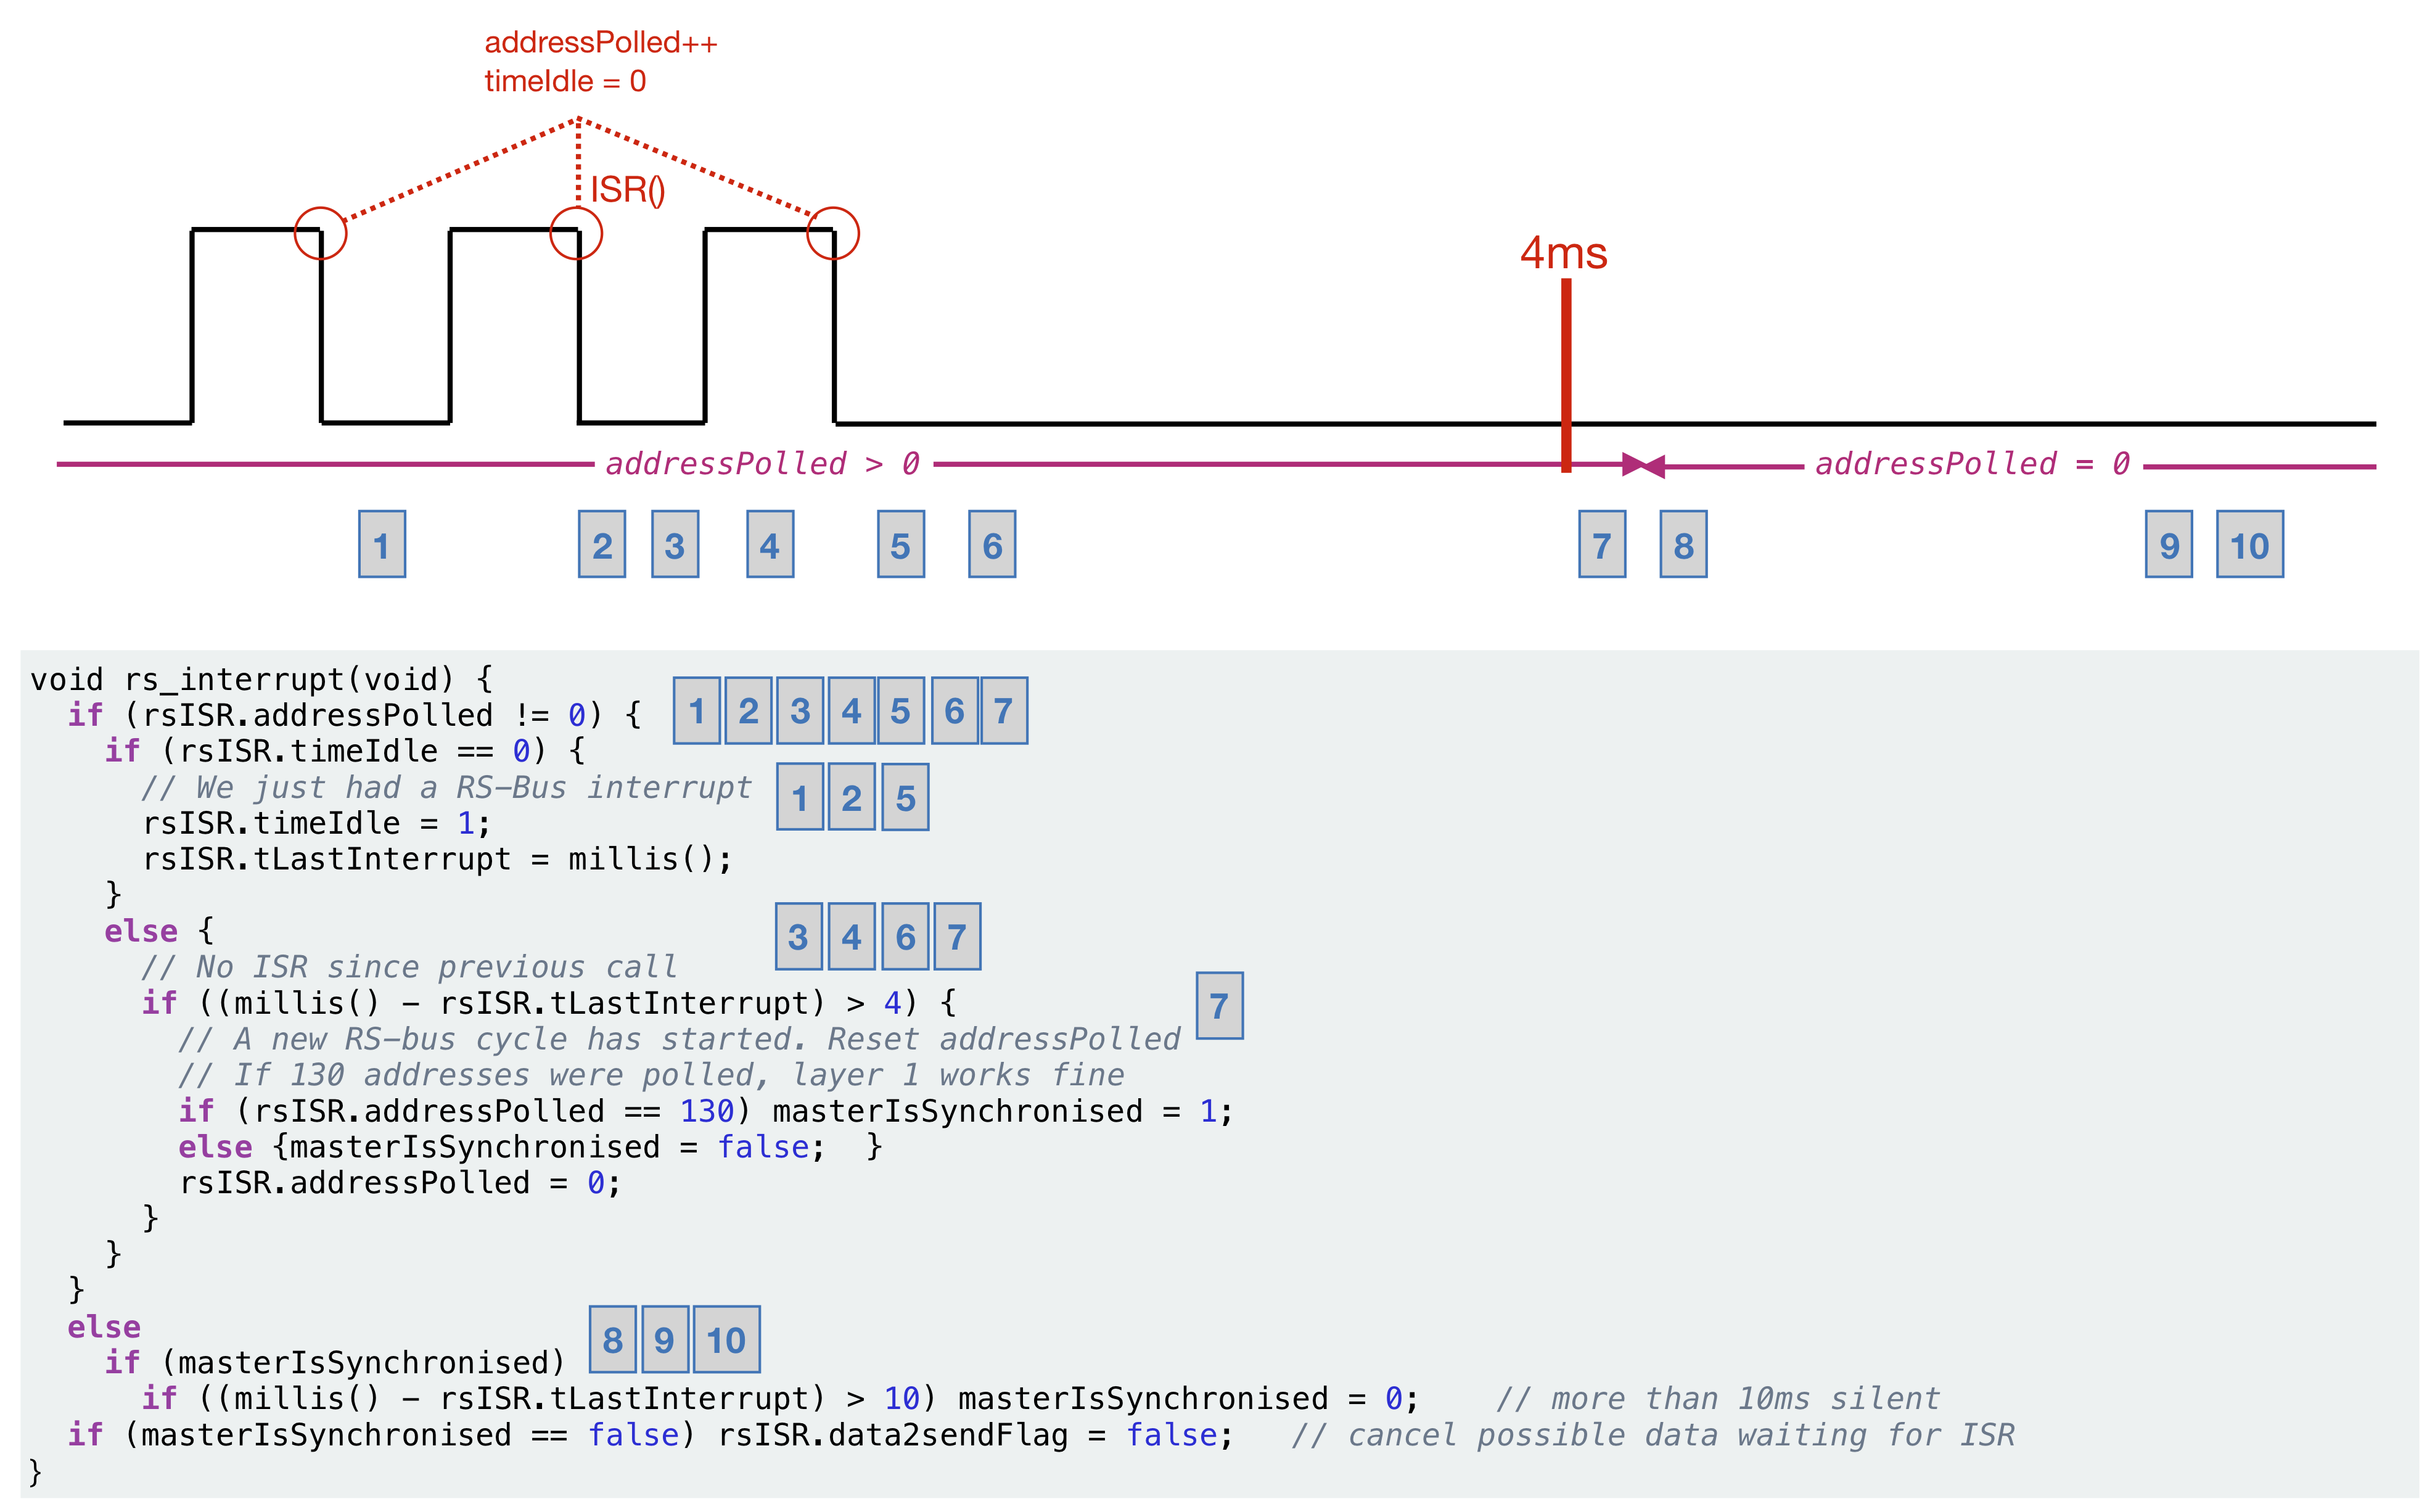 addressPolled++
timeIdle = 0
ISR()
4ms
addressPolled > 0
addressPolled = 0
1 2 3 4 5 6 7 8 9 10
void rs_interrupt(void) {
  if (rsISR.addressPolled != 0) { 1 2 3 4 5 6 7
    if (rsISR.timeIdle == 0) {
      // We just had a RS-Bus interrupt 1 2 5
      rsISR.timeIdle = 1;
      rsISR.tLastInterrupt = millis();
    }
    else { 3 4 6 7
      // No ISR since previous call
      if ((millis() - rsISR.tLastInterrupt) > 4) { 7
        // A new RS-bus cycle has started. Reset addressPolled
        // If 130 addresses were polled, layer 1 works fine
        if (rsISR.addressPolled == 130) masterIsSynchronised = 1;
        else {masterIsSynchronised = false;  }
        rsISR.addressPolled = 0;
      }
    }
  }
  else 8 9 10
    if (masterIsSynchronised)
      if ((millis() - rsISR.tLastInterrupt) > 10) masterIsSynchronised = 0;    // more than 10ms silent
  if (masterIsSynchronised == false) rsISR.data2sendFlag = false;   // cancel possible data waiting for ISR
}